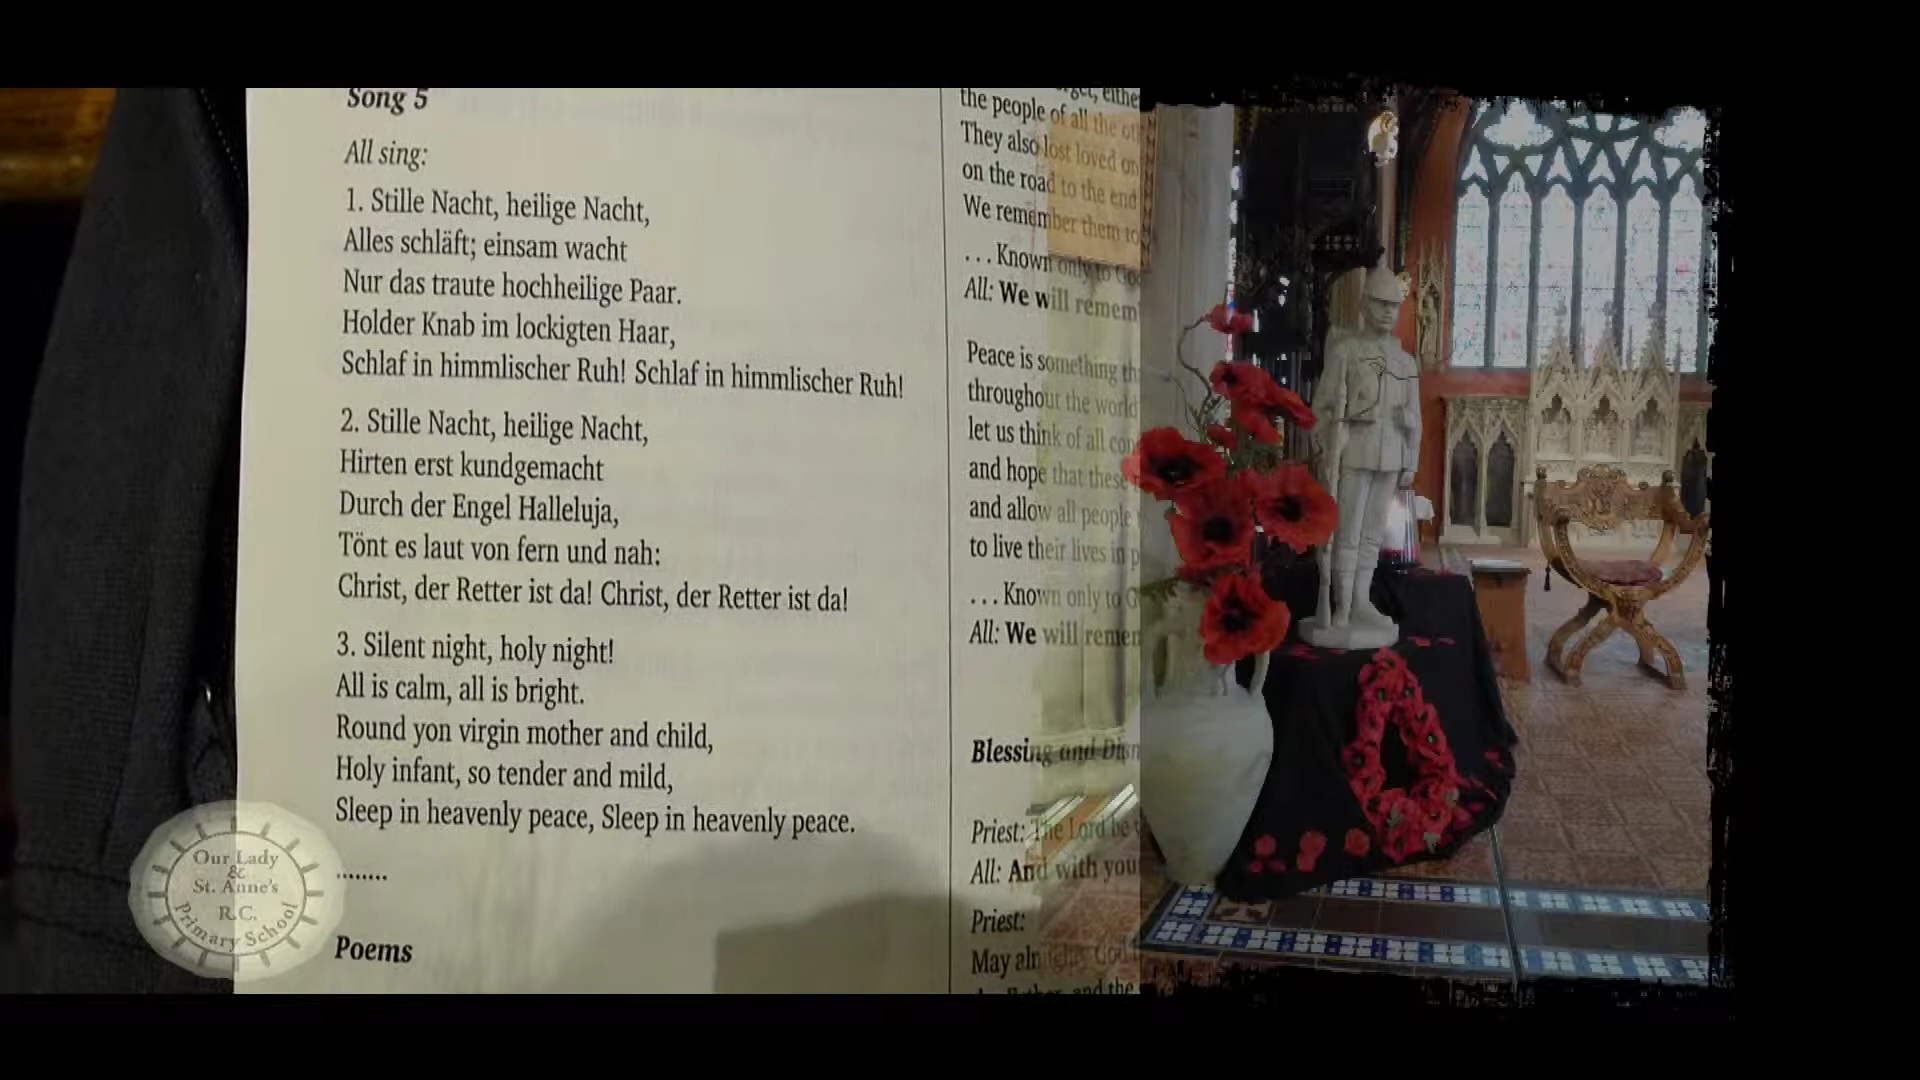 Song 5
All sing:
1. Stille Nacht, heilige Nacht,
Alles schläft; einsam wacht
Nur das traute hochheilige Paar.
Holder Knab im lockigten Haar,
Schlaf in himmlischer Ruh! Schlaf in himmlischer Ruh!
2. Stille Nacht, heilige Nacht,
Hirten erst kundgemacht
Durch der Engel Halleluja,
Tönt es laut von fern und nah:
Christ, der Retter ist da! Christ, der Retter ist da!
3. Silent night, holy night!
All is calm, all is bright.
Round yon virgin mother and child,
Holy infant, so tender and mild,
Sleep in heavenly peace, Sleep in heavenly peace.
........
Poems
the people of all the
They also lost loved
on the road to the end
We remember them to
. . . Known only to
All: We will
Peace is something
throughout the world
let us think of all
and hope that these
and allow all people
to live their lives in
. . . Known only to
All: We will
Blessing and
Priest: The Lord be
All: And with you
Priest:
May
and the
Our Lady
&
St. Anne's
R.C.
Primary School